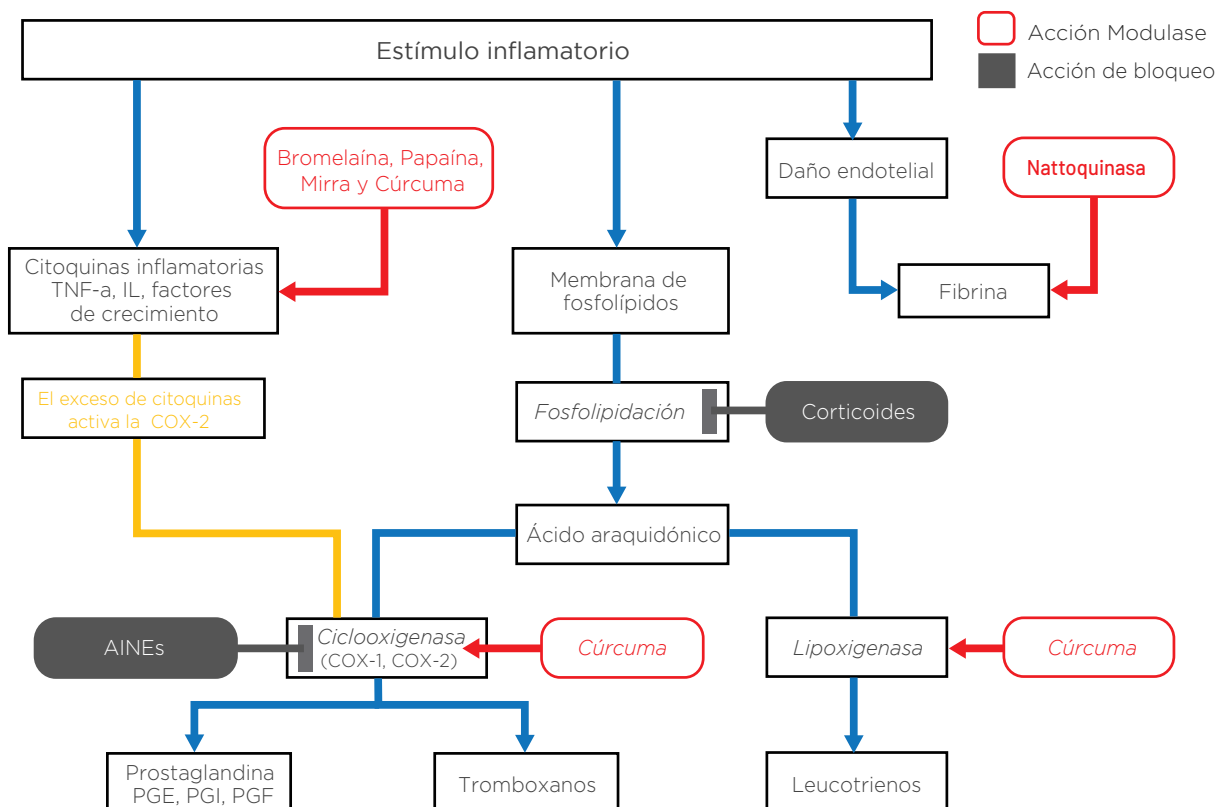 Estímulo inflamatorio
Acción Modulase
Acción de bloqueo
Bromelaína, Papaína,
Mirra y Cúrcuma
Daño endotelial
Nattoquinasa
Citoquinas inflamatorias
TNF-a, IL, factores
de crecimiento
Membrana de
fosfolípidos
Fibrina
El exceso de citoquinas
activa la COX-2
Fosfolipidación
Corticoides
Ácido araquidónico
AINEs
Ciclooxigenasa
(COX-1, COX-2)
Cúrcuma
Lipoxigenasa
Cúrcuma
Prostaglandina
PGE, PGI, PGF
Tromboxanos
Leucotrienos